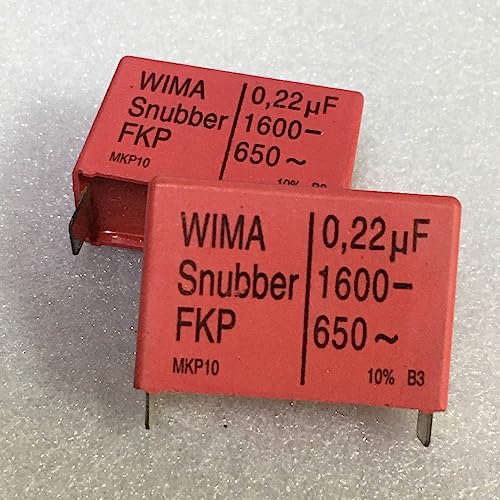 WIMA
Snubber
FKP
MKP10
0,22µF
1600–
650~
10% B3
WIMA
Snubber
FKP
MKP10
0,22µF
1600–
650~
10% B3